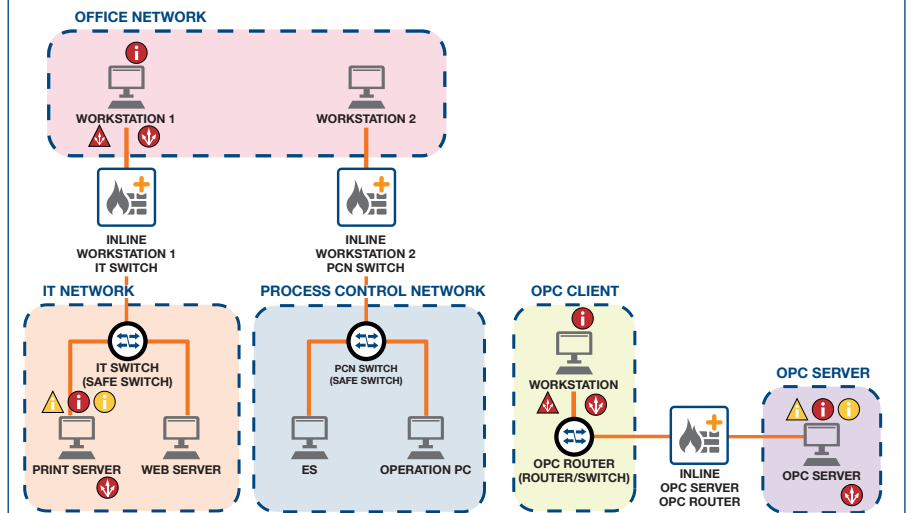 OFFICE NETWORK
WORKSTATION 1
WORKSTATION 2
INLINE
WORKSTATION 1
IT SWITCH
INLINE
WORKSTATION 2
PCN SWITCH
IT NETWORK
IT SWITCH
(SAFE SWITCH)
PRINT SERVER
WEB SERVER
PROCESS CONTROL NETWORK
PCN SWITCH
(SAFE SWITCH)
ES
OPERATION PC
OPC CLIENT
WORKSTATION
OPC ROUTER
(ROUTER/SWITCH)
INLINE
OPC SERVER
OPC ROUTER
OPC SERVER
OPC SERVER